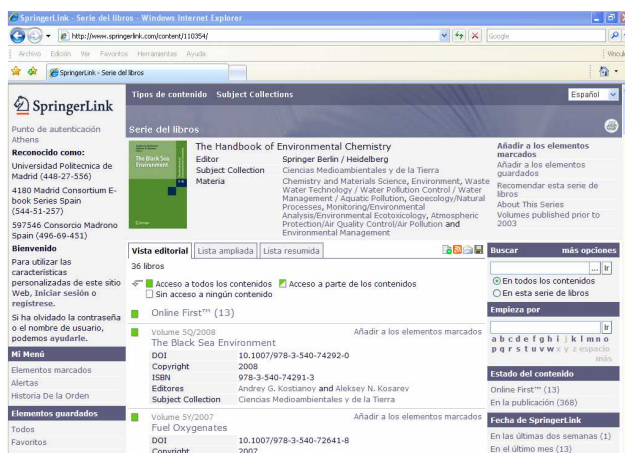 SpringerLink - Serie del libros - Windows Internet Explorer
http://www.springerlink.com/content/110354/
Google
Archivo Edición Ver Favoritos Herramientas Ayuda
SpringerLink - Serie del libros
SpringerLink
Punto de autenticación
Athens
Reconocido como:
Universidad Politecnica de
Madrid (448-27-556)
4180 Madrid Consortium E-
book Series Spain
(544-51-257)
597546 Consorcio Madrono
Spain (496-69-451)
Bienvenido
Para utilizar las
características
personalizadas de este sitio
Web, Iniciar sesión o
regístrese.
Si ha olvidado la contraseña
o el nombre de usuario,
podemos ayudarle.
Mi Menú
Elementos marcados
Alertas
Historia De la Orden
Elementos guardados
Todos
Favoritos
Tipos de contenido Subject Collections
Español
Serie del libros
The Black Sea
Environment
The Handbook of Environmental Chemistry
Editor Springer Berlin / Heidelberg
Subject Collection Ciencias Medioambientales y de la Tierra
Materia Chemistry and Materials Science, Environment, Waste
Water Technology / Water Pollution Control / Water
Management / Aquatic Pollution, Geoecology/Natural
Processes, Monitoring/Environmental
Analysis/Environmental Ecotoxicology, Atmospheric
Protection/Air Quality Control/Air Pollution and
Environmental Management
Añadir a los elementos
marcados
Añadir a los elementos
guardados
Recomendar esta serie de
libros
About This Series
Volumes published prior to
2003
Vista editorial Lista ampliada Lista resumida
36 libros
Acceso a todos los contenidos Acceso a parte de los contenidos
Sin acceso a ningún contenido
Online First™ (13)
Volume 5Q/2008 Añadir a los elementos marcados
The Black Sea Environment
DOI 10.1007/978-3-540-74292-0
Copyright 2008
ISBN 978-3-540-74291-3
Editores Andrey G. Kostianoy and Aleksey N. Kosarev
Subject Collection Ciencias Medioambientales y de la Tierra
Volume 5Y/2007 Añadir a los elementos marcados
Fuel Oxygenates
DOI 10.1007/978-3-540-72641-8
Copyright 2007
Buscar más opciones
... Ir
En todos los contenidos
En esta serie de libros
Empieza por
Ir
a b c d e f g h i j k l m n o
p q r s t u v w x y z espacio
más
Estado del contenido
Online First™ (13)
En la publicación (368)
Fecha de SpringerLink
En las últimas dos semanas (1)
En el último mes (13)